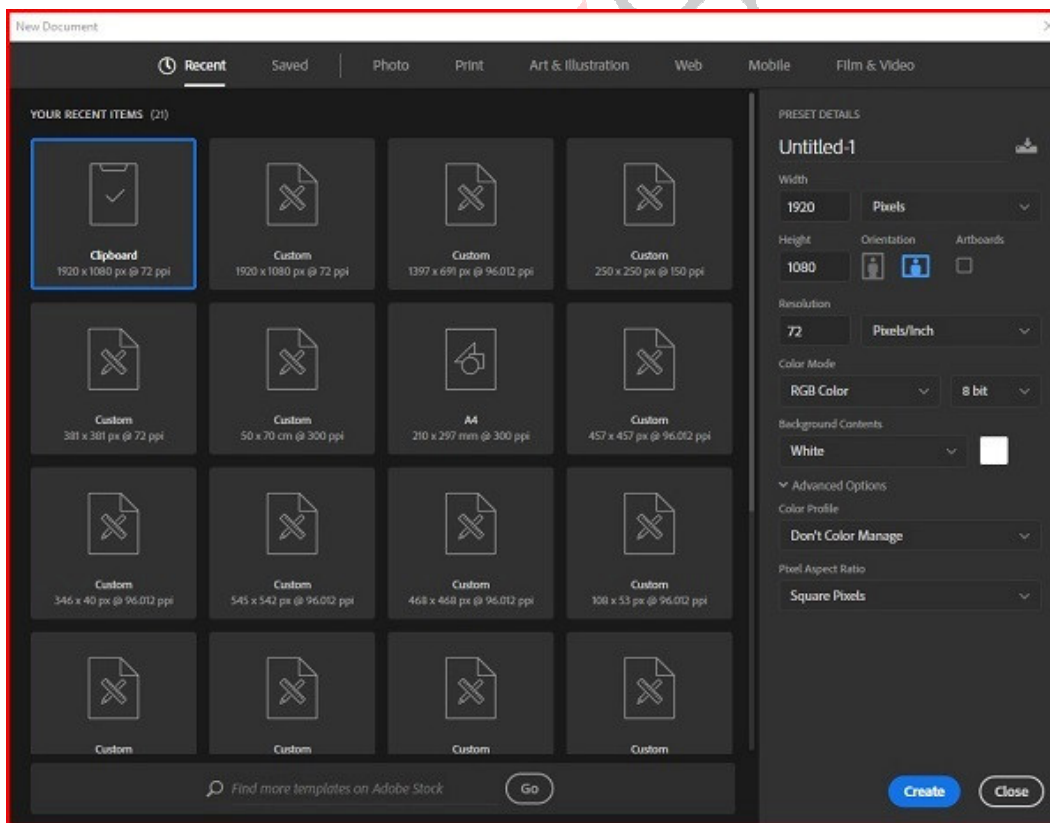 New Document
Recent Saved Photo Print Art & Illustration Web Mobile Film & Video
YOUR RECENT ITEMS (21)
Clipboard
1920 x 1080 px @ 72 ppi
Custom
1920 x 1080 px @ 72 ppi
Custom
1397 x 691 px @ 96.012 ppi
Custom
250 x 250 px @ 150 ppi
Custom
381 x 381 px @ 72 ppi
Custom
50 x 70 cm @ 300 ppi
A4
210 x 297 mm @ 300 ppi
Custom
457 x 457 px @ 96.012 ppi
Custom
346 x 40 px @ 96.012 ppi
Custom
545 x 542 px @ 96.012 ppi
Custom
468 x 468 px @ 96.012 ppi
Custom
108 x 53 px @ 96.012 ppi
Custom
Custom
Custom
Custom
Find more templates on Adobe Stock
Go
PRESET DETAILS
Untitled-1
Width
1920 Pixels
Height Orientation Artboards
1080
Resolution
72 Pixels/Inch
Color Mode
RGB Color 8 bit
Background Contents
White
Advanced Options
Color Profile
Don't Color Manage
Pixel Aspect Ratio
Square Pixels
Create Close